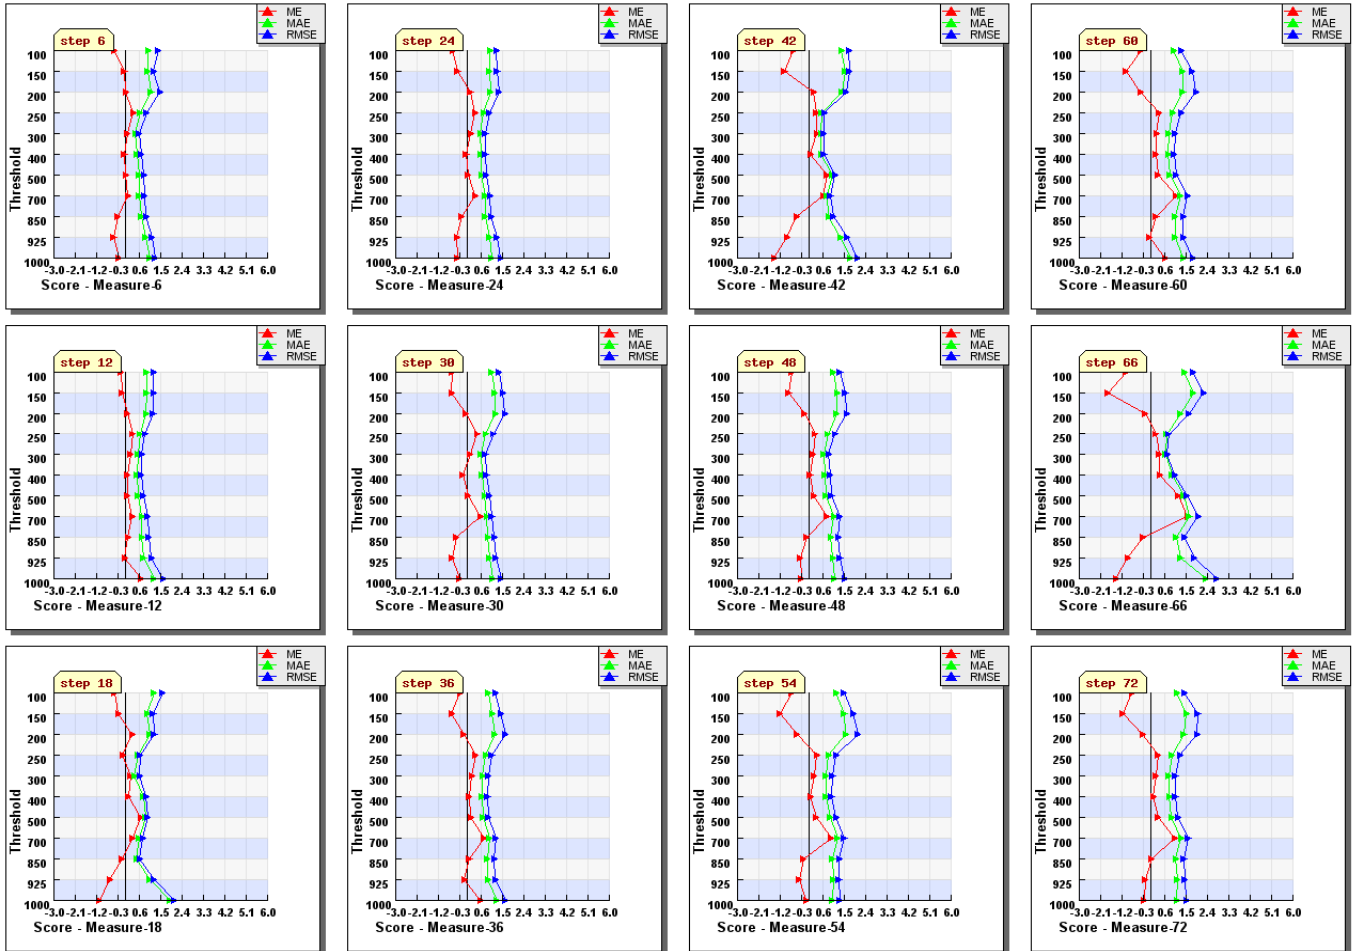 ME
MAE
RMSE
step 6
Threshold
100
150
200
250
300
400
500
700
850
925
1000
-3.0 -2.1 -1.2 -0.3 0.6 1.5 2.4 3.3 4.2 5.1 6.0
Score - Measure-6
ME
MAE
RMSE
step 24
Threshold
100
150
200
250
300
400
500
700
850
925
1000
-3.0 -2.1 -1.2 -0.3 0.6 1.5 2.4 3.3 4.2 5.1 6.0
Score - Measure-24
ME
MAE
RMSE
step 42
Threshold
100
150
200
250
300
400
500
700
850
925
1000
-3.0 -2.1 -1.2 -0.3 0.6 1.5 2.4 3.3 4.2 5.1 6.0
Score - Measure-42
ME
MAE
RMSE
step 60
Threshold
100
150
200
250
300
400
500
700
850
925
1000
-3.0 -2.1 -1.2 -0.3 0.6 1.5 2.4 3.3 4.2 5.1 6.0
Score - Measure-60
ME
MAE
RMSE
step 12
Threshold
100
150
200
250
300
400
500
700
850
925
1000
-3.0 -2.1 -1.2 -0.3 0.6 1.5 2.4 3.3 4.2 5.1 6.0
Score - Measure-12
ME
MAE
RMSE
step 30
Threshold
100
150
200
250
300
400
500
700
850
925
1000
-3.0 -2.1 -1.2 -0.3 0.6 1.5 2.4 3.3 4.2 5.1 6.0
Score - Measure-30
ME
MAE
RMSE
step 48
Threshold
100
150
200
250
300
400
500
700
850
925
1000
-3.0 -2.1 -1.2 -0.3 0.6 1.5 2.4 3.3 4.2 5.1 6.0
Score - Measure-48
ME
MAE
RMSE
step 66
Threshold
100
150
200
250
300
400
500
700
850
925
1000
-3.0 -2.1 -1.2 -0.3 0.6 1.5 2.4 3.3 4.2 5.1 6.0
Score - Measure-66
ME
MAE
RMSE
step 18
Threshold
100
150
200
250
300
400
500
700
850
925
1000
-3.0 -2.1 -1.2 -0.3 0.6 1.5 2.4 3.3 4.2 5.1 6.0
Score - Measure-18
ME
MAE
RMSE
step 36
Threshold
100
150
200
250
300
400
500
700
850
925
1000
-3.0 -2.1 -1.2 -0.3 0.6 1.5 2.4 3.3 4.2 5.1 6.0
Score - Measure-36
ME
MAE
RMSE
step 54
Threshold
100
150
200
250
300
400
500
700
850
925
1000
-3.0 -2.1 -1.2 -0.3 0.6 1.5 2.4 3.3 4.2 5.1 6.0
Score - Measure-54
ME
MAE
RMSE
step 72
Threshold
100
150
200
250
300
400
500
700
850
925
1000
-3.0 -2.1 -1.2 -0.3 0.6 1.5 2.4 3.3 4.2 5.1 6.0
Score - Measure-72